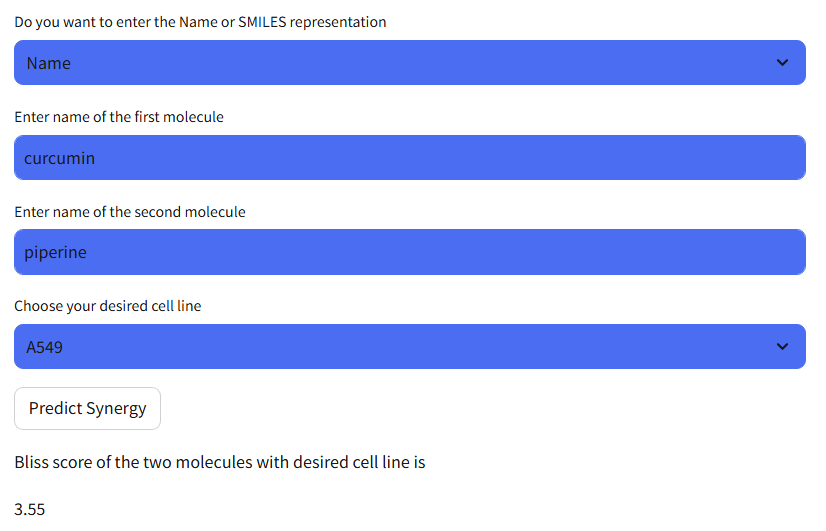 Do you want to enter the Name or SMILES representation
Name
Enter name of the first molecule
curcumin
Enter name of the second molecule
piperine
Choose your desired cell line
A549
Predict Synergy
Bliss score of the two molecules with desired cell line is
3.55